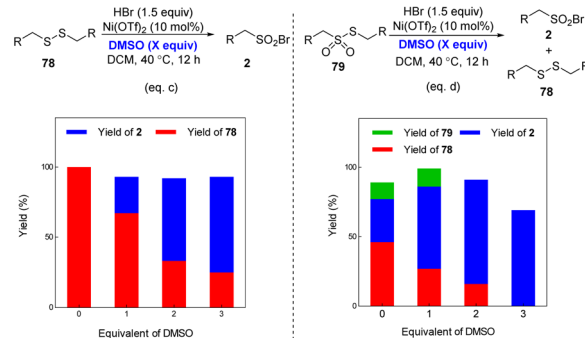 HBr (1.5 equiv)
Ni(OTf)₂ (10 mol%)
DMSO (X equiv)
DCM, 40 °C, 12 h
R S S R
78
R SO₂Br
2
(eq. c)
HBr (1.5 equiv)
Ni(OTf)₂ (10 mol%)
DMSO (X equiv)
DCM, 40 °C, 12 h
R S S R
O O
79
R SO₂Br
2
+
R S S R
78
(eq. d)
Yield of 2 Yield of 78
Yield (%)
100
50
0
0 1 2 3
Equivalent of DMSO
Yield of 79 Yield of 2
Yield of 78
Yield (%)
100
50
0
0 1 2 3
Equivalent of DMSO